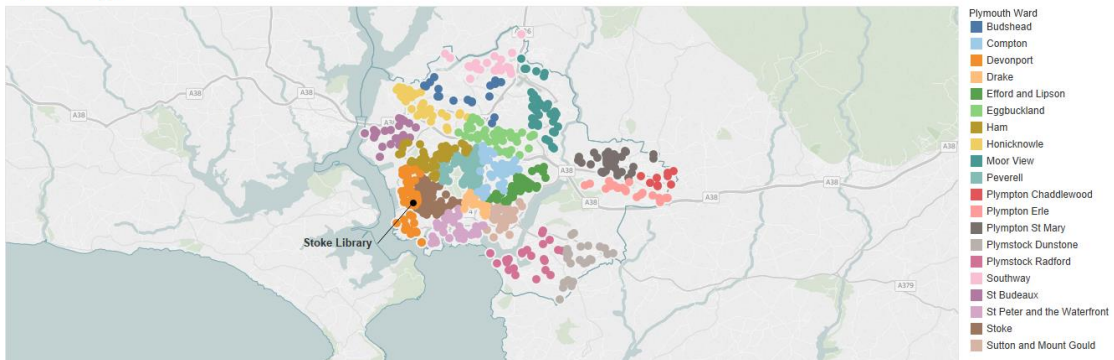 A38
A38
A38
A38
A38
A379
Stoke Library
Plymouth Ward
Budshead
Compton
Devonport
Drake
Efford and Lipson
Eggbuckland
Ham
Honicknowle
Moor View
Peverell
Plympton Chaddlewood
Plympton Erle
Plympton St Mary
Plymstock Dunstone
Plymstock Radford
Southway
St Budeaux
St Peter and the Waterfront
Stoke
Sutton and Mount Gould